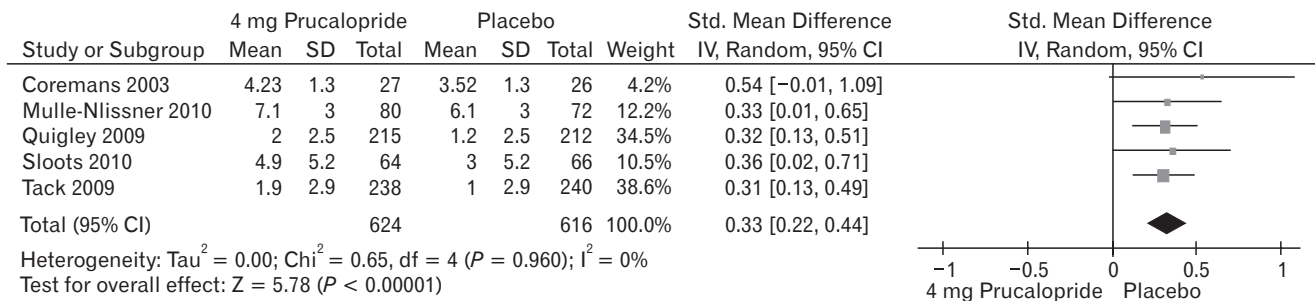 4 mg Prucalopride Placebo Std. Mean Difference Std. Mean Difference
Study or Subgroup Mean SD Total Mean SD Total Weight IV, Random, 95% CI IV, Random, 95% CI
Coremans 2003 4.23 1.3 27 3.52 1.3 26 4.2% 0.54 [−0.01, 1.09]
Mulle-Nlissner 2010 7.1 3 80 6.1 3 72 12.2% 0.33 [0.01, 0.65]
Quigley 2009 2 2.5 215 1.2 2.5 212 34.5% 0.32 [0.13, 0.51]
Sloots 2010 4.9 5.2 64 3 5.2 66 10.5% 0.36 [0.02, 0.71]
Tack 2009 1.9 2.9 238 1 2.9 240 38.6% 0.31 [0.13, 0.49]
Total (95% CI) 624 616 100.0% 0.33 [0.22, 0.44]
Heterogeneity: Tau² = 0.00; Chi² = 0.65, df = 4 (P = 0.960); I² = 0%
Test for overall effect: Z = 5.78 (P < 0.00001)
−1 −0.5 0 0.5 1
4 mg Prucalopride Placebo